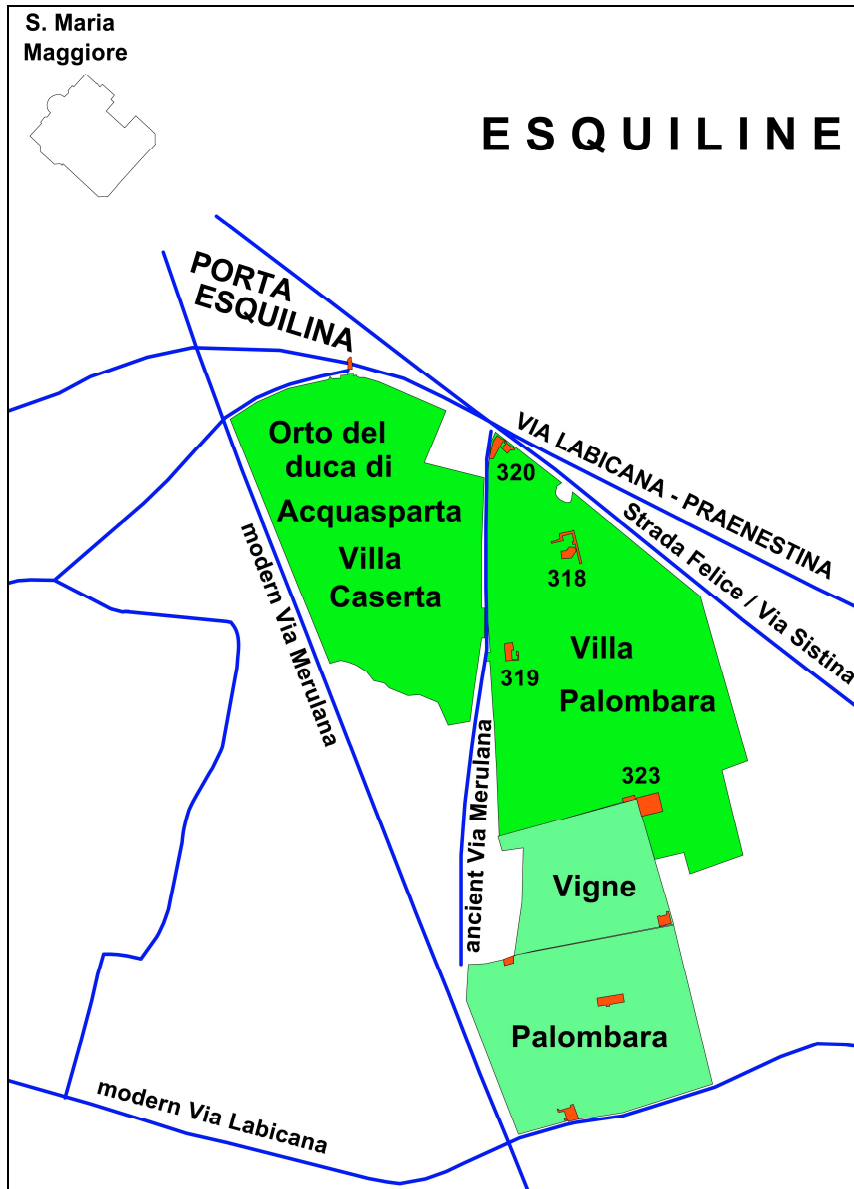 S. Maria
Maggiore
ESQUILINE
PORTA
ESQUILINA
Orto del
duca di
Acquasparta
Villa
Caserta
320
VIA LABICANA - PRAENESTINA
Strada Felice / Via Sistina
318
modern Via Merulana
319
Villa
Palombara
ancient Via Merulana
323
Vigne
Palombara
modern Via Labicana